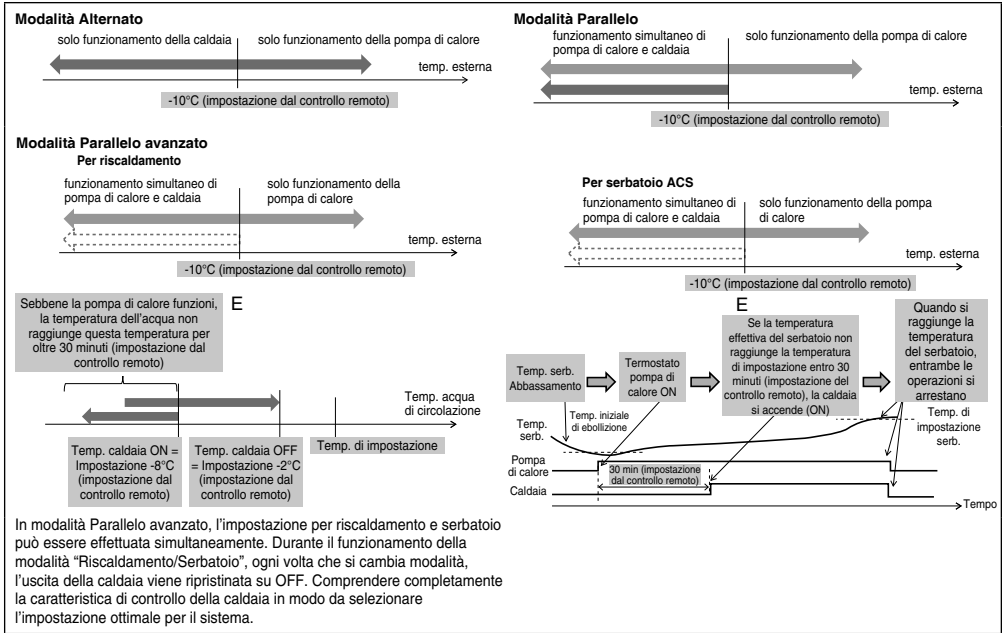 Modalità Alternato
solo funzionamento della caldaia
solo funzionamento della pompa di calore
temp. esterna
-10°C (impostazione dal controllo remoto)
Modalità Parallelo
funzionamento simultaneo di
pompa di calore e caldaia
solo funzionamento della pompa di calore
temp. esterna
-10°C (impostazione dal controllo remoto)
Modalità Parallelo avanzato
Per riscaldamento
funzionamento simultaneo di
pompa di calore e caldaia
solo funzionamento della
pompa di calore
temp. esterna
-10°C (impostazione dal controllo remoto)
E
Sebbene la pompa di calore funzioni,
la temperatura dell'acqua non
raggiunge questa temperatura per
oltre 30 minuti (impostazione dal
controllo remoto)
Temp. acqua
di circolazione
Temp. caldaia ON =
Impostazione -8°C
(impostazione dal
controllo remoto)
Temp. caldaia OFF
= Impostazione -2°C
(impostazione dal
controllo remoto)
Temp. di impostazione
Per serbatoio ACS
funzionamento simultaneo di
pompa di calore e caldaia
solo funzionamento della pompa
di calore
temp. esterna
-10°C (impostazione dal controllo remoto)
E
Temp. serb.
Abbassamento
Termostato
pompa di
calore ON
Se la temperatura
effettiva del serbatoio non
raggiunge la temperatura
di impostazione entro 30
minuti (impostazione del
controllo remoto), la caldaia
si accende (ON)
Quando si
raggiunge la
temperatura
del serbatoio,
entrambe le
operazioni si
arrestano
Temp.
serb.
Temp. iniziale
di ebollizione
Temp. di
impostazione
serb.
Pompa
di calore
30 min (impostazione
dal controllo remoto)
Caldaia
Tempo
In modalità Parallelo avanzato, l'impostazione per riscaldamento e serbatoio
può essere effettuata simultaneamente. Durante il funzionamento della
modalità “Riscaldamento/Serbatoio”, ogni volta che si cambia modalità,
l'uscita della caldaia viene ripristinata su OFF. Comprendere completamente
la caratteristica di controllo della caldaia in modo da selezionare
l'impostazione ottimale per il sistema.